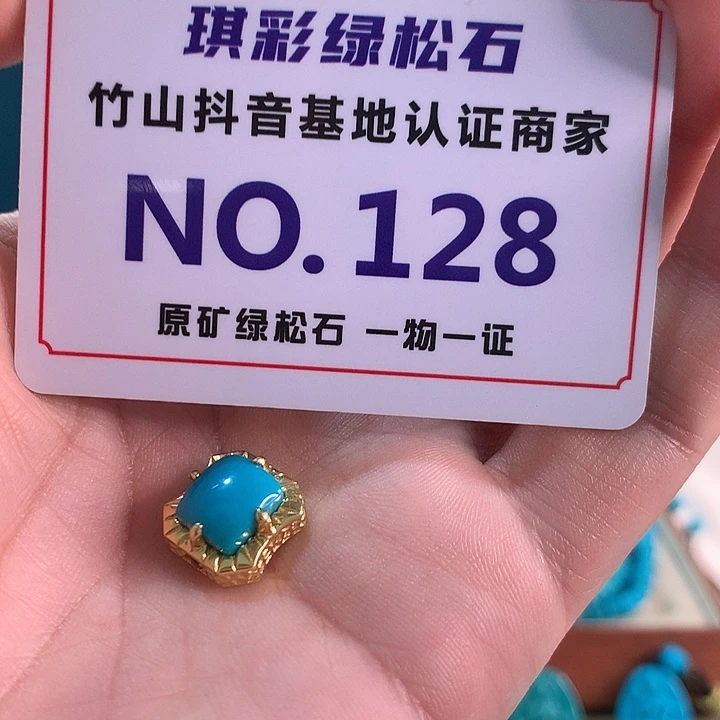 琪彩绿松石
竹山抖音基地认证商家
NO.128
原矿绿松石 一物一证